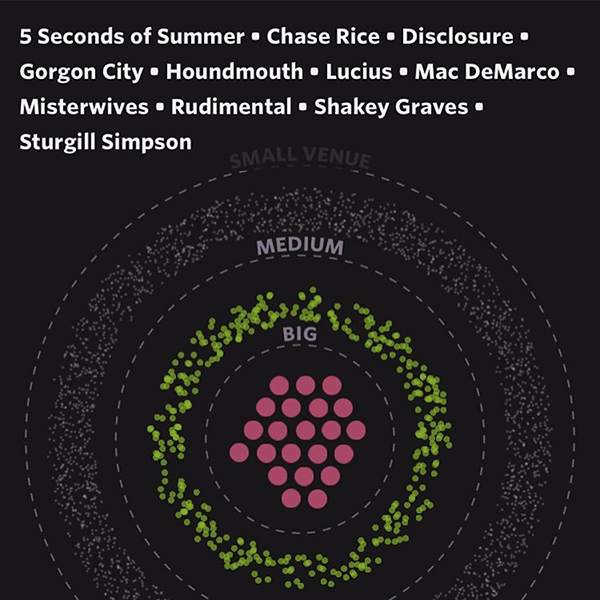 5 Seconds of Summer ▪ Chase Rice ▪ Disclosure ▪
Gorgon City ▪ Houndmouth ▪ Lucius ▪ Mac DeMarco ▪
Misterwives ▪ Rudimental ▪ Shakey Graves ▪
Sturgill Simpson
SMALL VENUE
MEDIUM
BIG